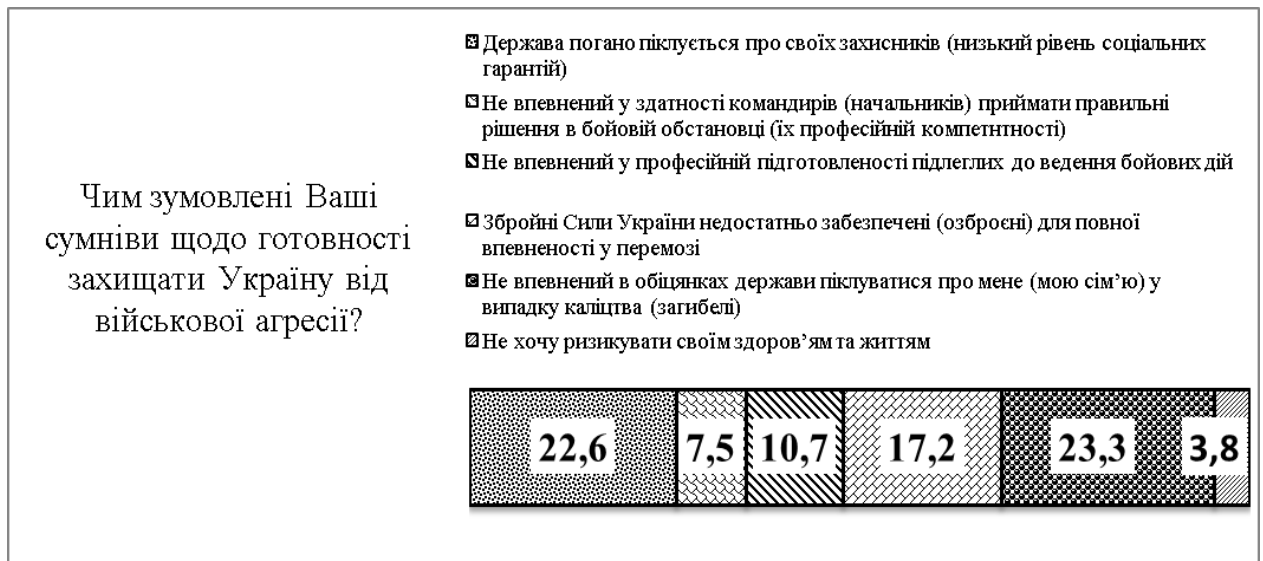 Чим зумовлені Ваші
сумніви щодо готовності
захищати Україну від
військової агресії?
Держава погано піклується про своїх захисників (низький рівень соціальних
гарантій)
Не впевнений у здатності командирів (начальників) приймати правильні
рішення в бойовій обстановці (їх професійній компетнтності)
Не впевнений у професійній підготовленості підлеглих до ведення бойових дій
Збройні Сили України недостатньо забезпечені (озброєні) для повної
впевненості у перемозі
Не впевнений в обіцянках держави піклуватися про мене (мою сім’ю) у
випадку каліцтва (загибелі)
Не хочу ризикувати своїм здоров’ям та життям
22,6 7,5 10,7 17,2 23,3 3,8